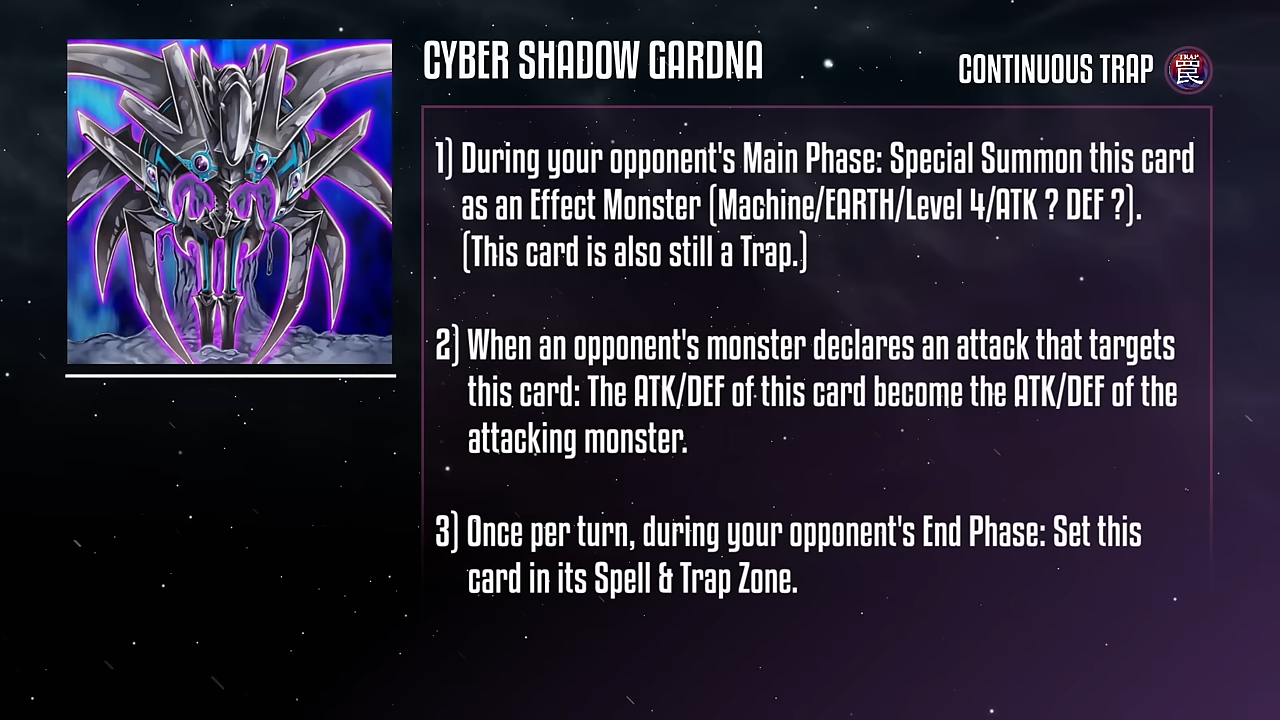 CYBER SHADOW GARDNA
CONTINUOUS TRAP
TRAP
罠
1) During your opponent's Main Phase: Special Summon this card
as an Effect Monster (Machine/EARTH/Level 4/ATK ? DEF ?).
(This card is also still a Trap.)
2) When an opponent's monster declares an attack that targets
this card: The ATK/DEF of this card become the ATK/DEF of the
attacking monster.
3) Once per turn, during your opponent's End Phase: Set this
card in its Spell & Trap Zone.